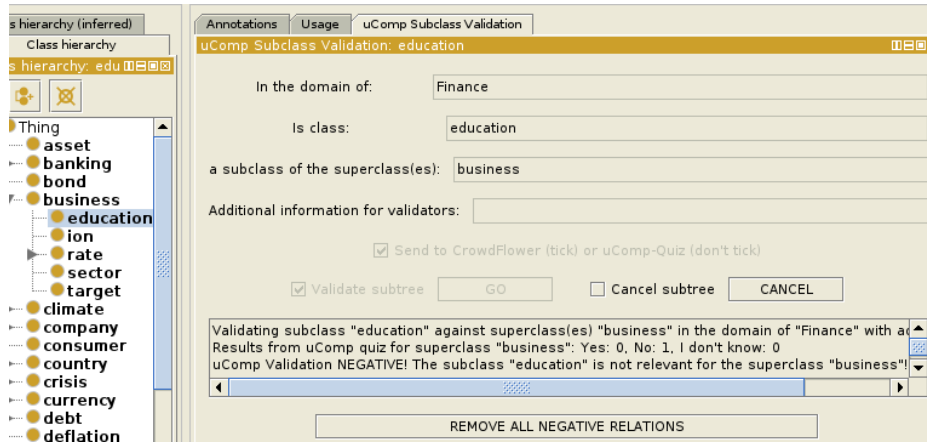 s hierarchy (inferred)
Class hierarchy
s hierarchy: edu
Thing
asset
banking
bond
business
education
ion
rate
sector
target
climate
company
consumer
country
crisis
currency
debt
deflation
Annotations Usage uComp Subclass Validation
uComp Subclass Validation: education
In the domain of: Finance
Is class: education
a subclass of the superclass(es): business
Additional information for validators:
Send to CrowdFlower (tick) or uComp-Quiz (don't tick)
Validate subtree GO Cancel subtree CANCEL
Validating subclass "education" against superclass(es) "business" in the domain of "Finance" with ad
Results from uComp quiz for superclass "business": Yes: 0, No: 1, I don't know: 0
uComp Validation NEGATIVE! The subclass "education" is not relevant for the superclass "business"!
REMOVE ALL NEGATIVE RELATIONS